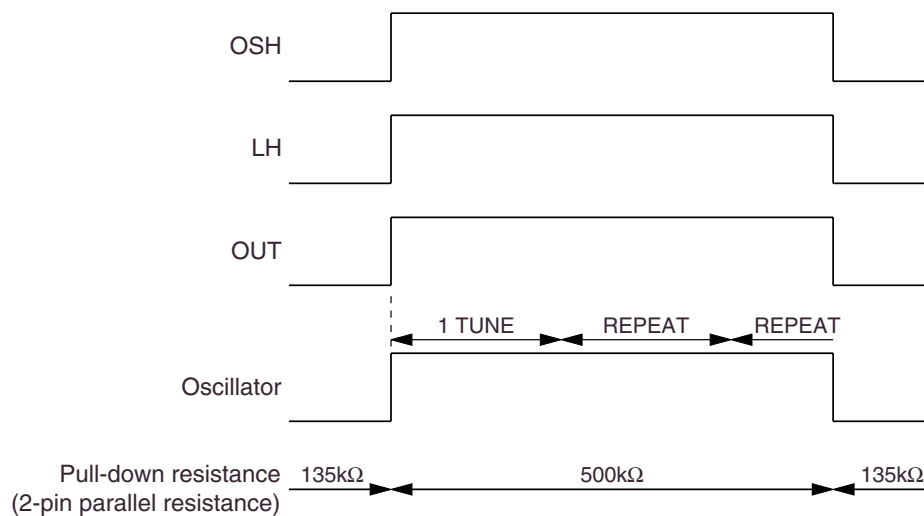 OSH
LH
OUT
1 TUNE REPEAT REPEAT
Oscillator
Pull-down resistance 135kΩ 500kΩ 135kΩ
(2-pin parallel resistance)